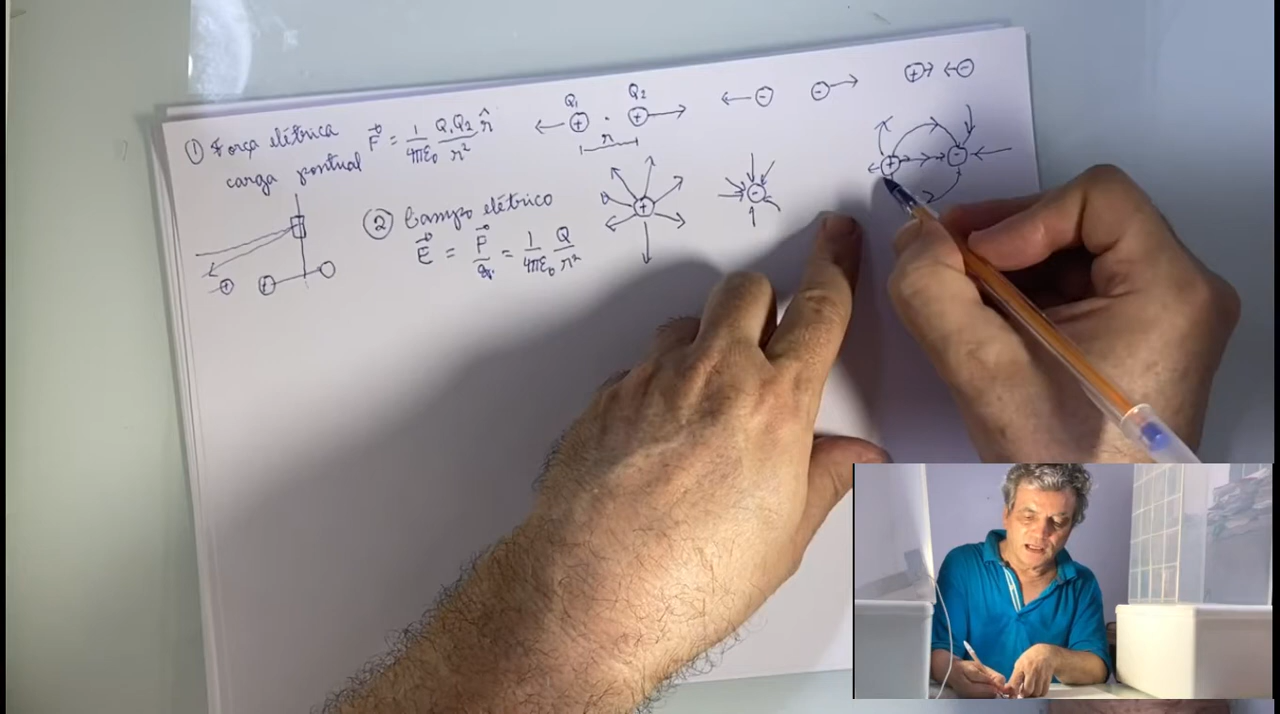 ① Força elétrica
carga pontual
F⃗ = 1/4πε₀ Q₁Q₂/r² r̂
Q₁ Q₂
+ +
r
- -
+ -
② Campo elétrico
E⃗ = F⃗/q₀ = 1/4πε₀ Q/r²
+ -
+ -
+ +